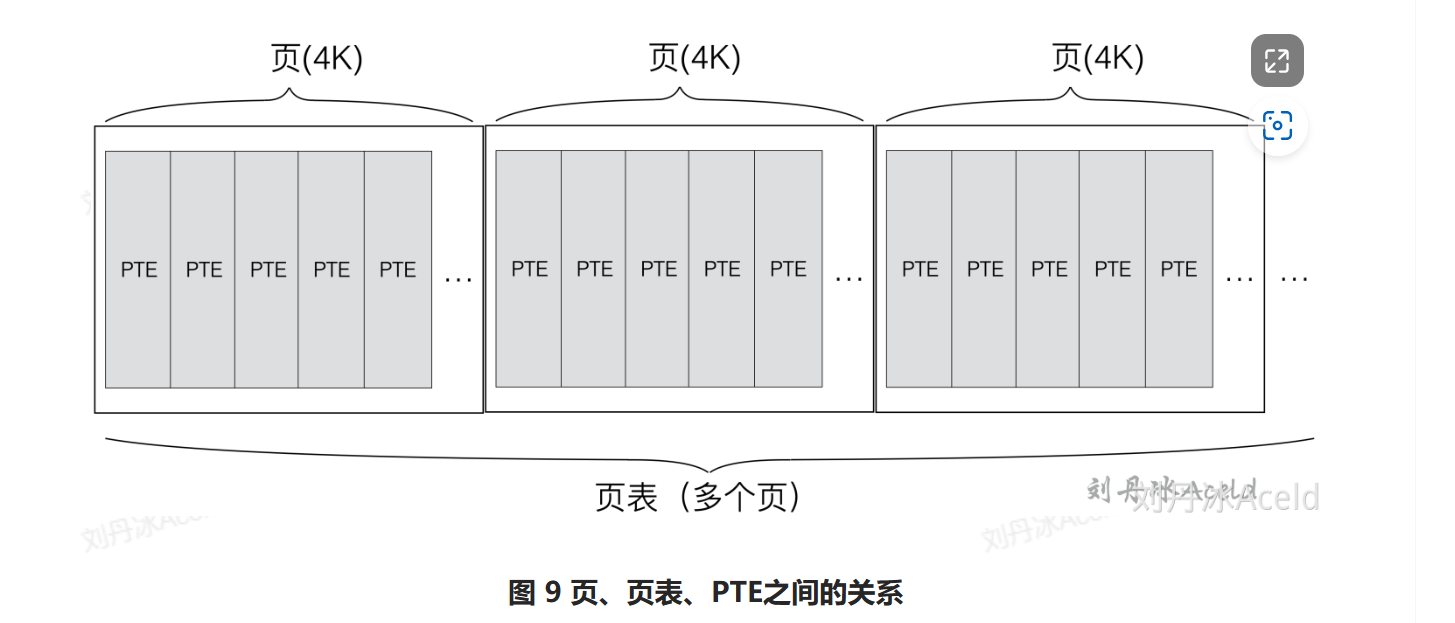 页(4K) 页(4K) 页(4K)
PTE PTE PTE PTE PTE ... PTE PTE PTE PTE PTE ... PTE PTE PTE PTE PTE ... ...
页表（多个页）
刘丹冰Aceld
刘丹冰Aceld
刘丹冰Aceld 刘丹冰Aceld
图 9 页、页表、PTE之间的关系